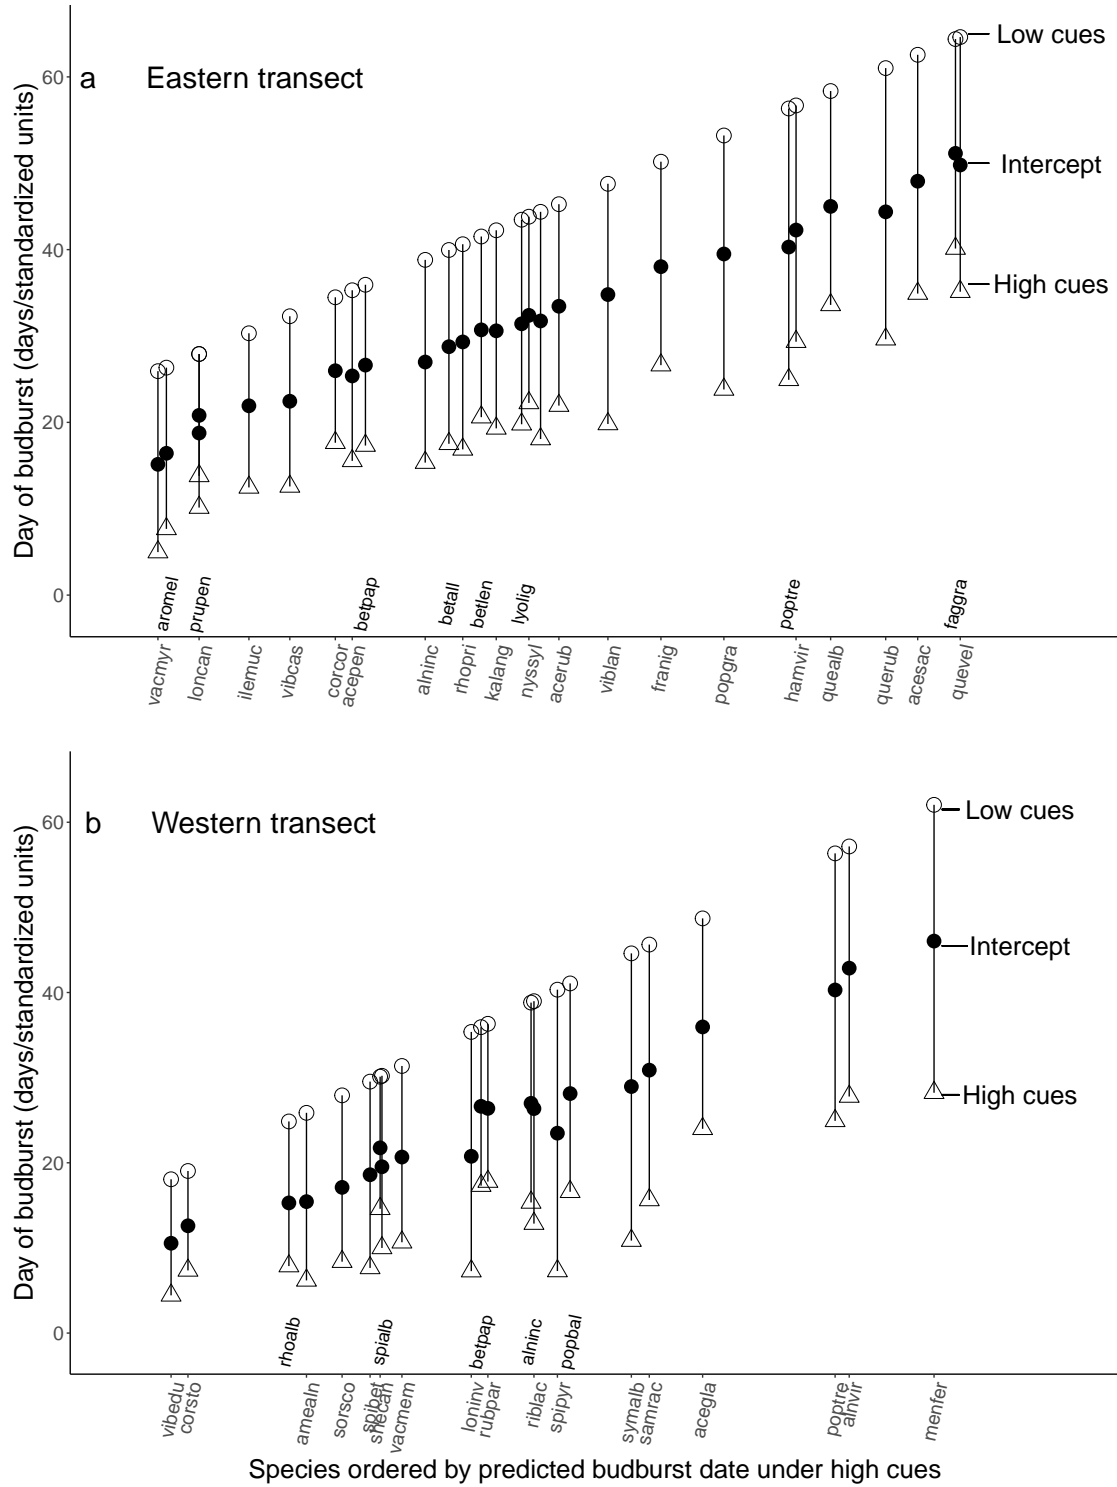 a Eastern transect
Low cues
Intercept
High cues
Day of budburst (days/standardized units)
60
40
20
0
aromel prupen betpap betall betlen lyolig poptre faggra
vacmyr loncan ilemuc vibcas corcor acepen alninc rhopri kalang nyssyl acerub viblan franig popgra hamvir quealb querub acesac quevel
b Western transect
Low cues
Intercept
High cues
Day of budburst (days/standardized units)
60
40
20
0
rhoalb spialb betpap alninc popbal
vibedu corsto amealn sorsco spibet shecan vacmem loninv rubpar riblac spipyr symalb samrac acegla poptre alnvir menfer
Species ordered by predicted budburst date under high cues